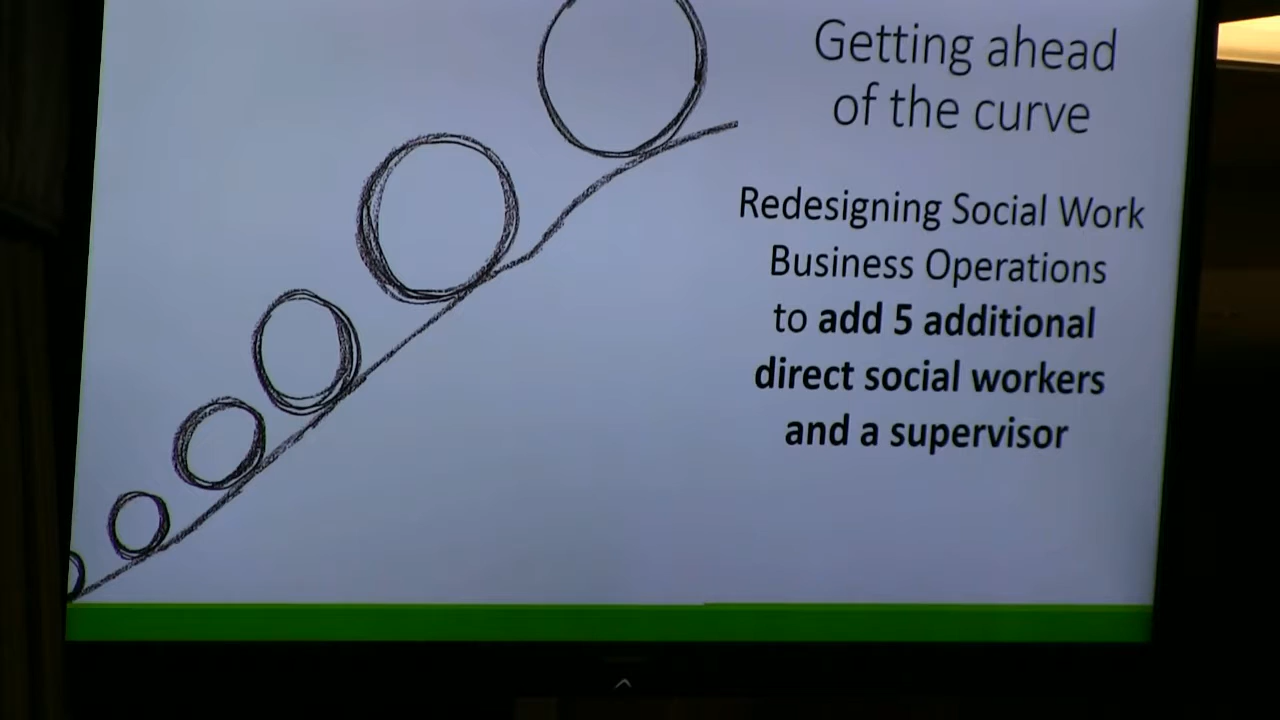 Getting ahead
of the curve
Redesigning Social Work
Business Operations
to add 5 additional
direct social workers
and a supervisor